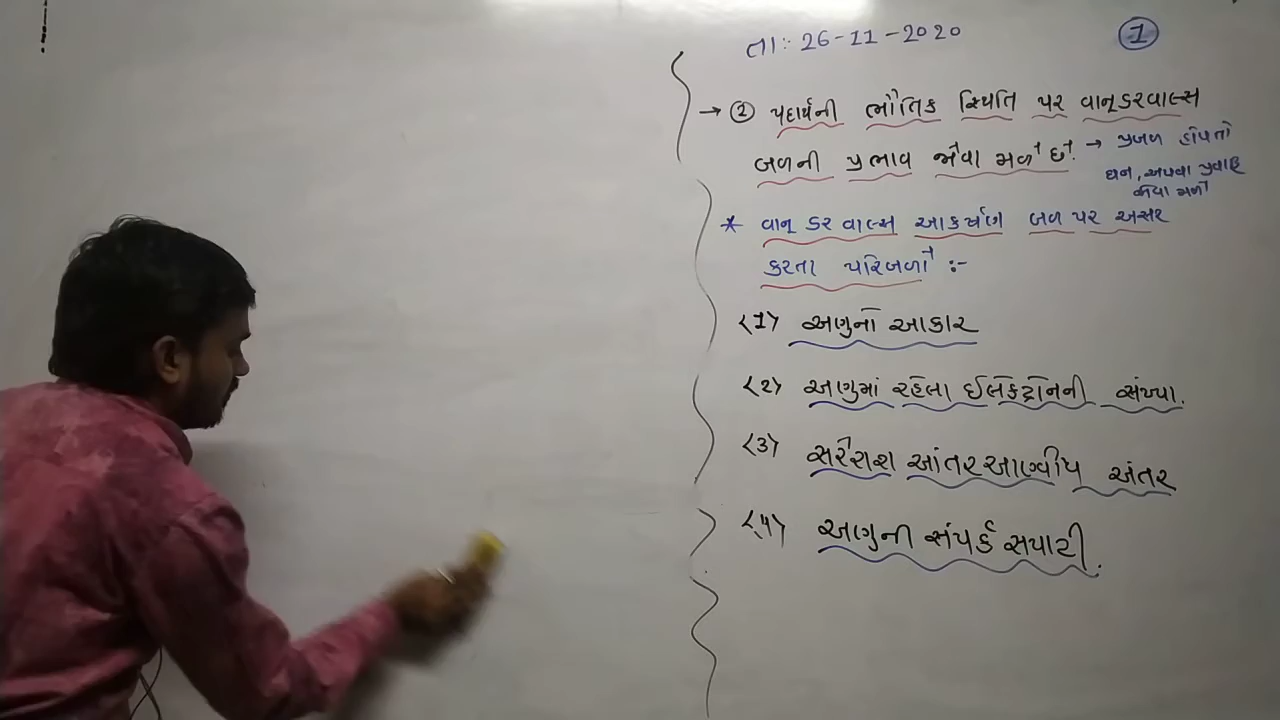 તા:- 26-11-2020
1
→ ② પદાર્થની ભૌતિક સ્થિતિ પર વાન્ડરવાલ્સ
બળની પ્રભાવ જોવા મળે છે. → પ્રબળ હોય તો
ઘન, અથવા પ્રવાહી
જોવા મળે
* વાન્ ડર વાલ્સ આકર્ષણ બળ પર અસર
કરતા પરિબળો :-
<1> અણુનો આકાર
<2> અણુમાં રહેલા ઈલેક્ટ્રોનની સંખ્યા.
<3> સરેરાશ આંતરઆણ્વીય અંતર
<4> આણુની સંપર્ક સપાટી.